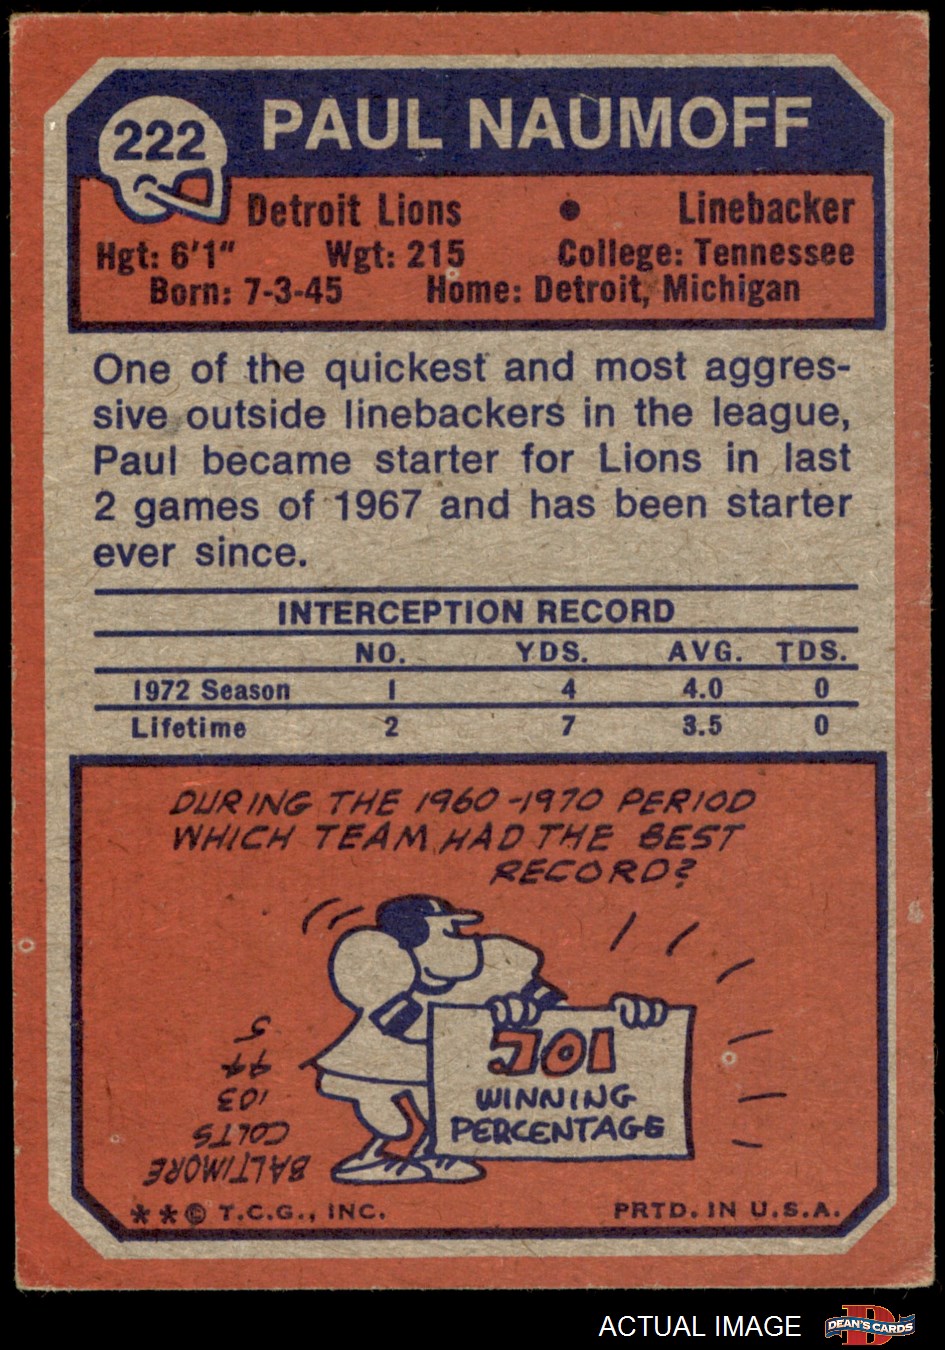 222
PAUL NAUMOFF
Detroit Lions • Linebacker
Hgt: 6'1" Wgt: 215 College: Tennessee
Born: 7-3-45 Home: Detroit, Michigan
One of the quickest and most aggres-
sive outside linebackers in the league,
Paul became starter for Lions in last
2 games of 1967 and has been starter
ever since.
INTERCEPTION RECORD
NO. YDS. AVG. TDS.
1972 Season 1 4 4.0 0
Lifetime 2 7 3.5 0
DURING THE 1960-1970 PERIOD
WHICH TEAM HAD THE BEST
RECORD?
.701
WINNING
PERCENTAGE
BALTIMORE
COLTS
103
44
5
**© T.C.G., INC. PRTD. IN U.S.A.
ACTUAL IMAGE
D
DEAN'S CARDS